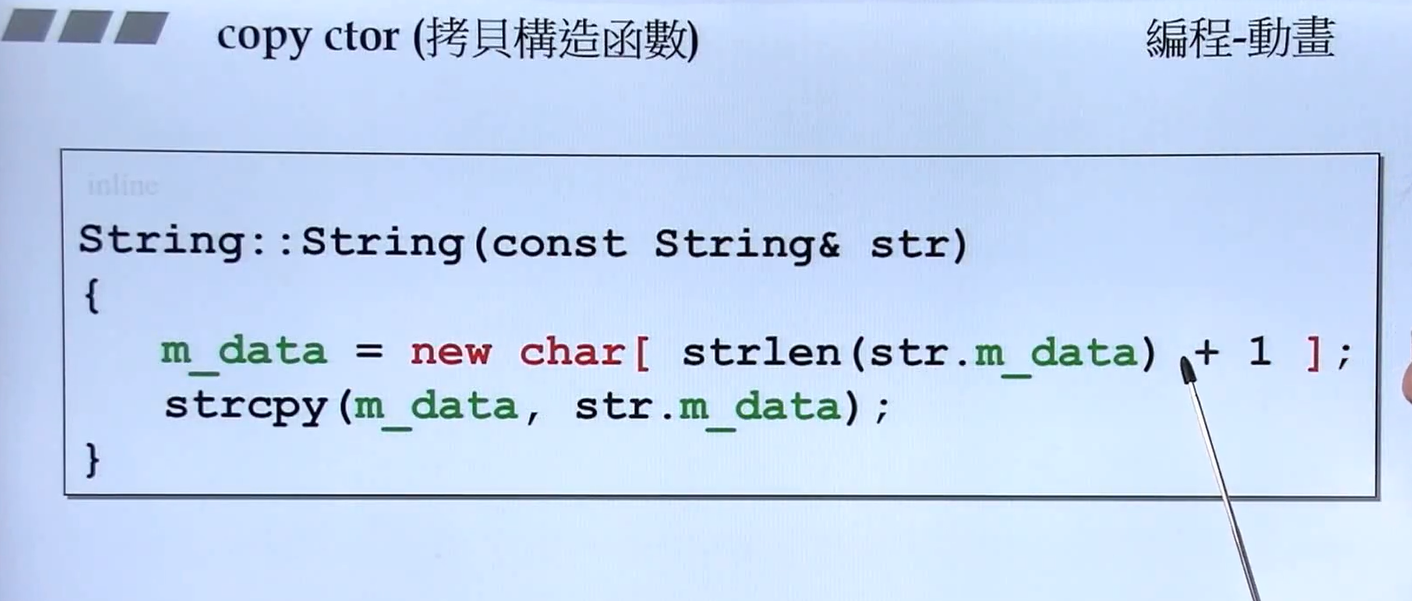 copy ctor (拷貝構造函數)
編程-動畫
inline
String::String(const String& str)
{
m_data = new char[ strlen(str.m_data) + 1 ];
strcpy(m_data, str.m_data);
}